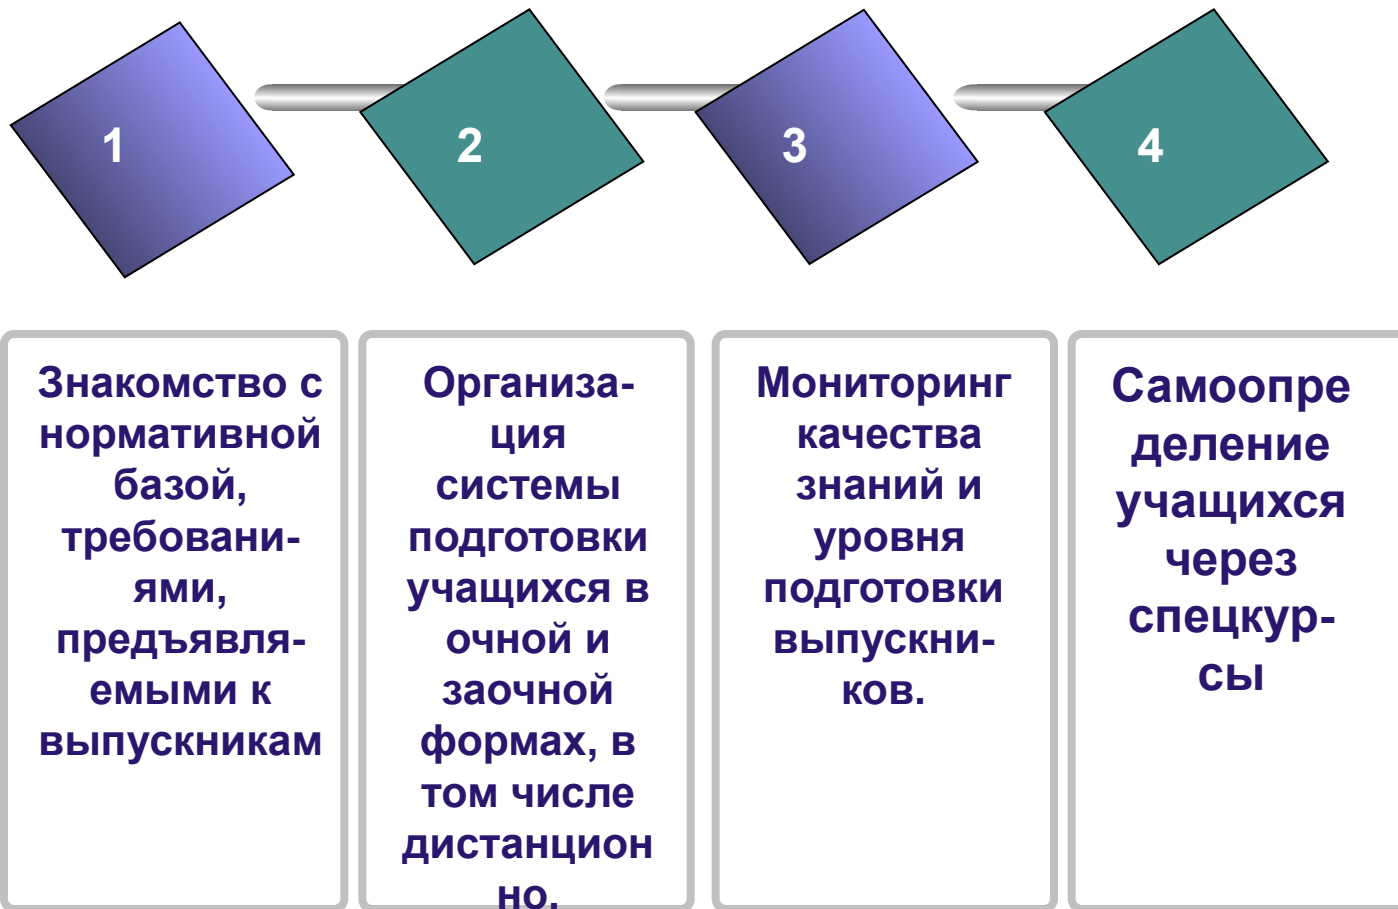 1
2
3
4
Знакомство с
нормативной
базой,
требовани-
ями,
предъявля-
емыми к
выпускникам
Организа-
ция
системы
подготовки
учащихся в
очной и
заочной
формах, в
том числе
дистанцион
но.
Мониторинг
качества
знаний и
уровня
подготовки
выпускни-
ков.
Самоопре
деление
учащихся
через
спецкур-
сы